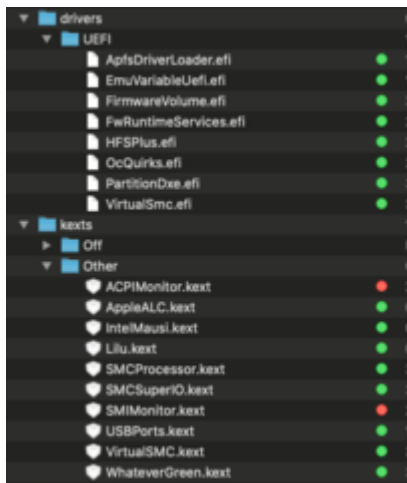 drivers
UEFI
ApfsDriverLoader.efi
EmuVariableUefi.efi
FirmwareVolume.efi
FwRuntimeServices.efi
HFSPlus.efi
OcQuirks.efi
PartitionDxe.efi
VirtualSmc.efi
kexts
Off
Other
ACPIMonitor.kext
AppleALC.kext
IntelMausi.kext
Lilu.kext
SMCProcessor.kext
SMCSuperIO.kext
SMIMonitor.kext
USBPorts.kext
VirtualSMC.kext
WhateverGreen.kext